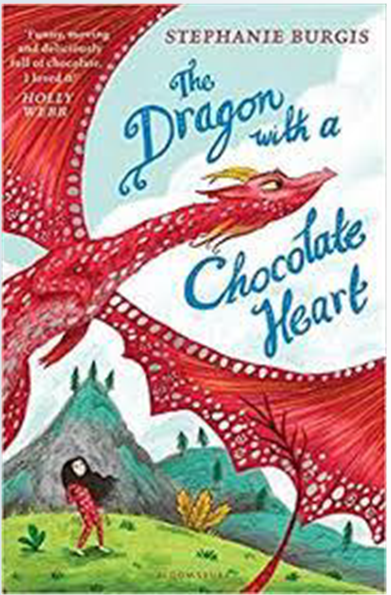 'Funny, moving
and deliciously
full of chocolate.
I loved it!'
HOLLY
WEBB
STEPHANIE BURGIS
The
Dragon
with a
Chocolate
Heart
BLOOMSBURY